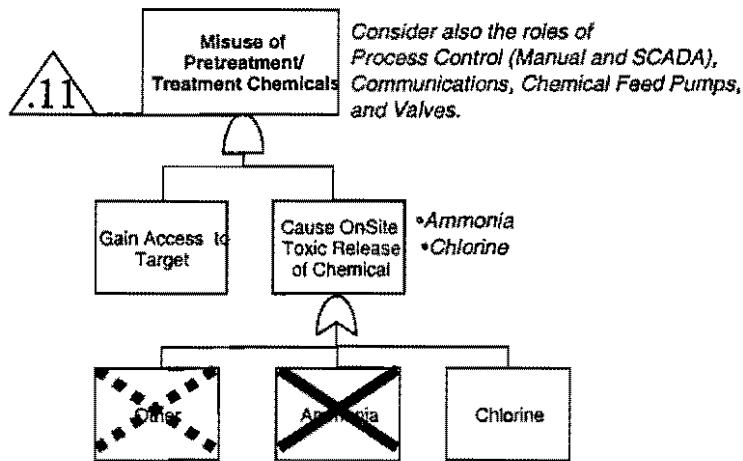 Misuse of
Pretreatment/
Treatment Chemicals
.11
Consider also the roles of
Process Control (Manual and SCADA),
Communications, Chemical Feed Pumps,
and Valves.
Gain Access to
Target
Cause OnSite
Toxic Release
of Chemical
•Ammonia
•Chlorine
Other
Ammonia
Chlorine